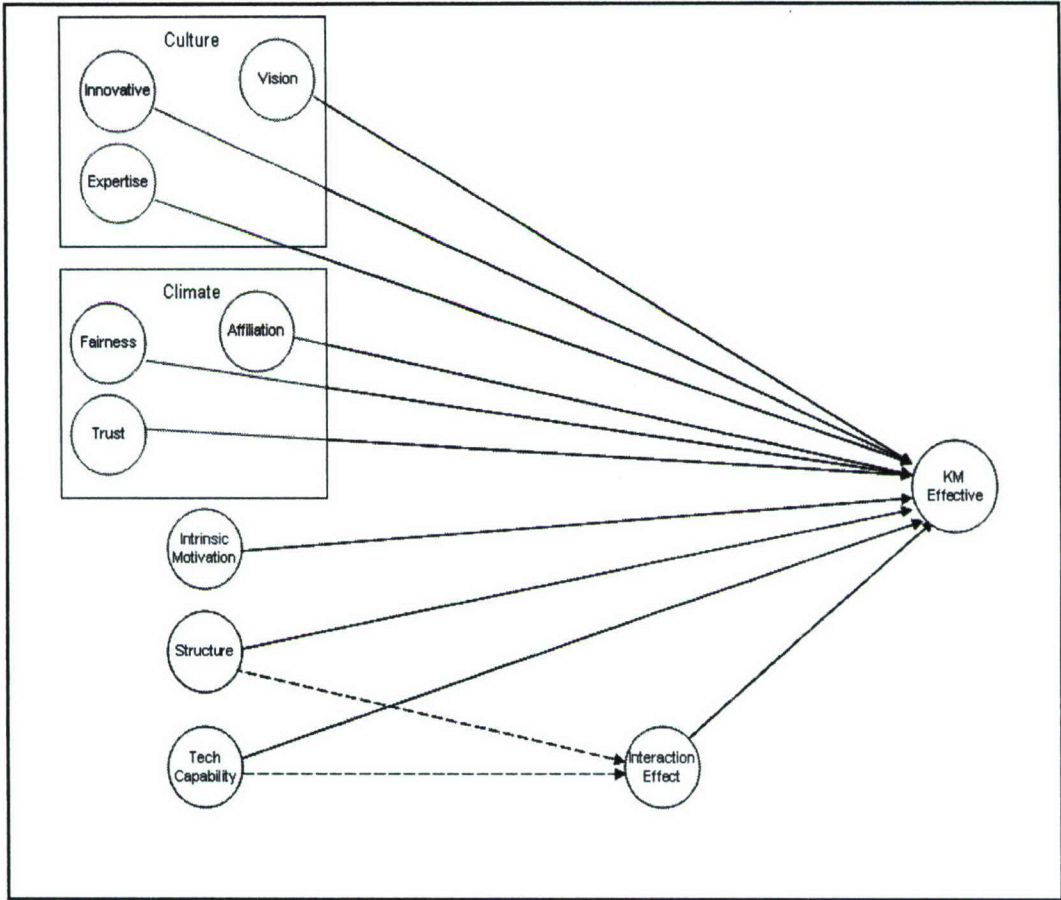 Culture
Innovative
Vision
Expertise
Climate
Fairness
Affiliation
Trust
KM
Effective
Intrinsic
Motivation
Structure
Tech
Capability
Interaction
Effect